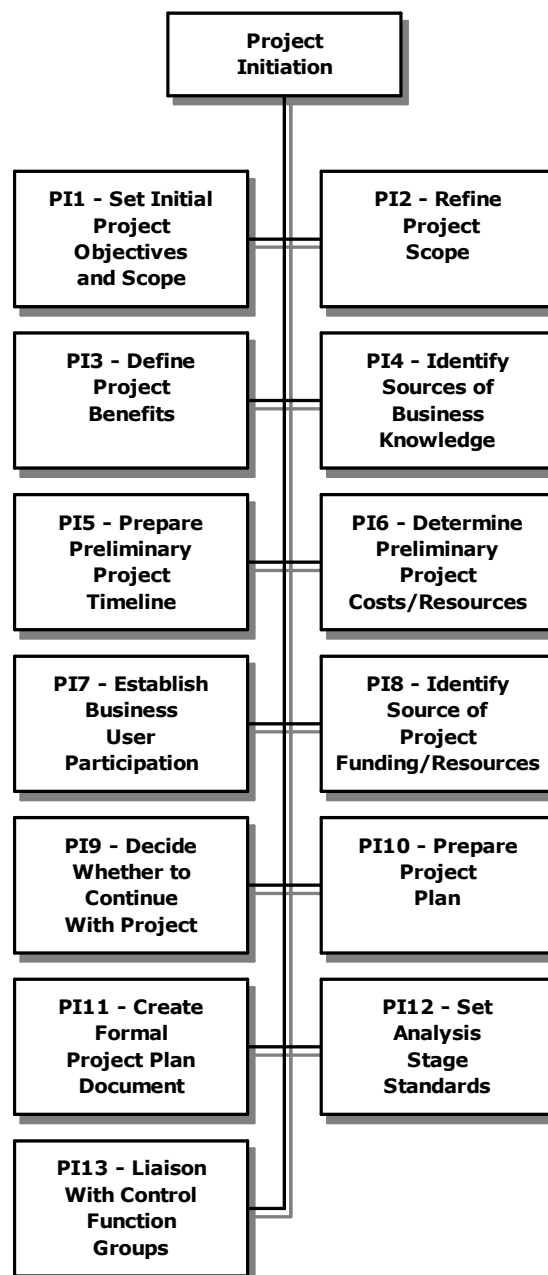 Project
Initiation
PI1 - Set Initial
Project
Objectives
and Scope
PI2 - Refine
Project
Scope
PI3 - Define
Project
Benefits
PI4 - Identify
Sources of
Business
Knowledge
PI5 - Prepare
Preliminary
Project
Timeline
PI6 - Determine
Preliminary
Project
Costs/Resources
PI7 - Establish
Business
User
Participation
PI8 - Identify
Source of
Project
Funding/Resources
PI9 - Decide
Whether to
Continue
With Project
PI10 - Prepare
Project
Plan
PI11 - Create
Formal
Project Plan
Document
PI12 - Set
Analysis
Stage
Standards
PI13 - Liaison
With Control
Function
Groups